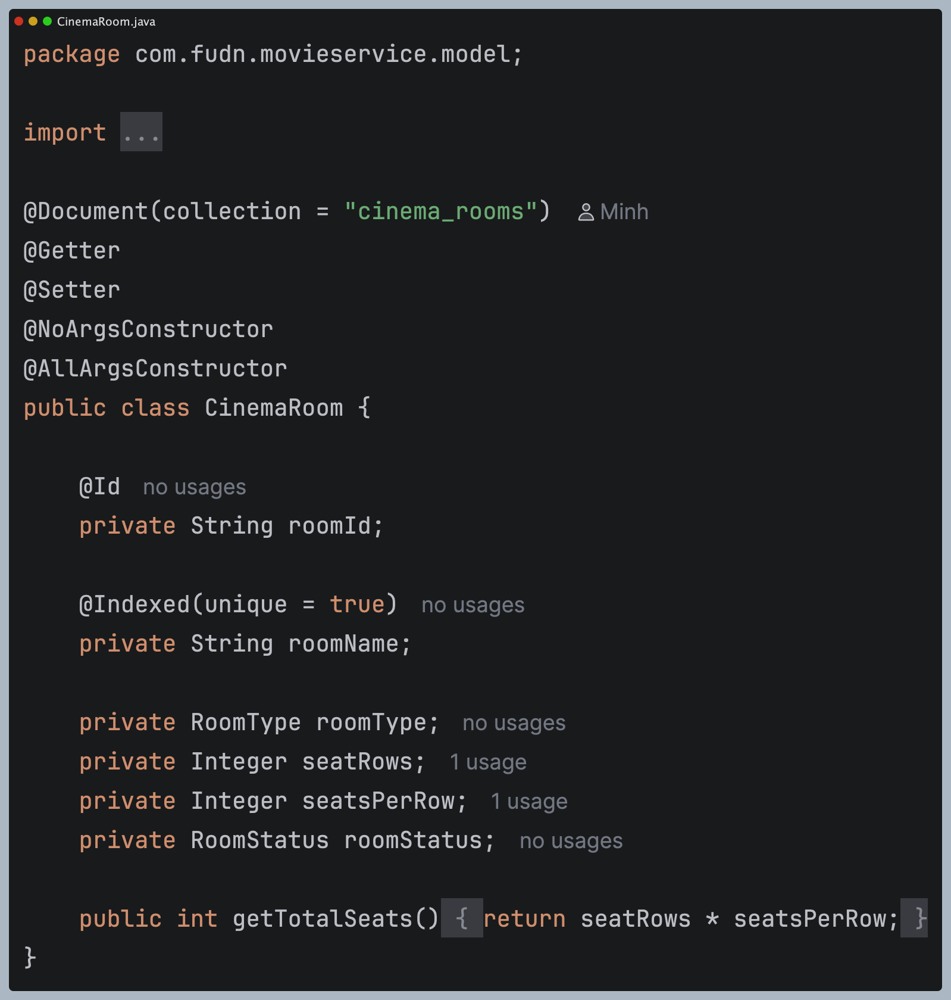 CinemaRoom.java
package com.fudn.movieservice.model;
import ...
@Document(collection = "cinema_rooms") Minh
@Getter
@Setter
@NoArgsConstructor
@AllArgsConstructor
public class CinemaRoom {
@Id no usages
private String roomId;
@Indexed(unique = true) no usages
private String roomName;
private RoomType roomType; no usages
private Integer seatRows; 1 usage
private Integer seatsPerRow; 1 usage
private RoomStatus roomStatus; no usages
public int getTotalSeats() { return seatRows * seatsPerRow; }
}